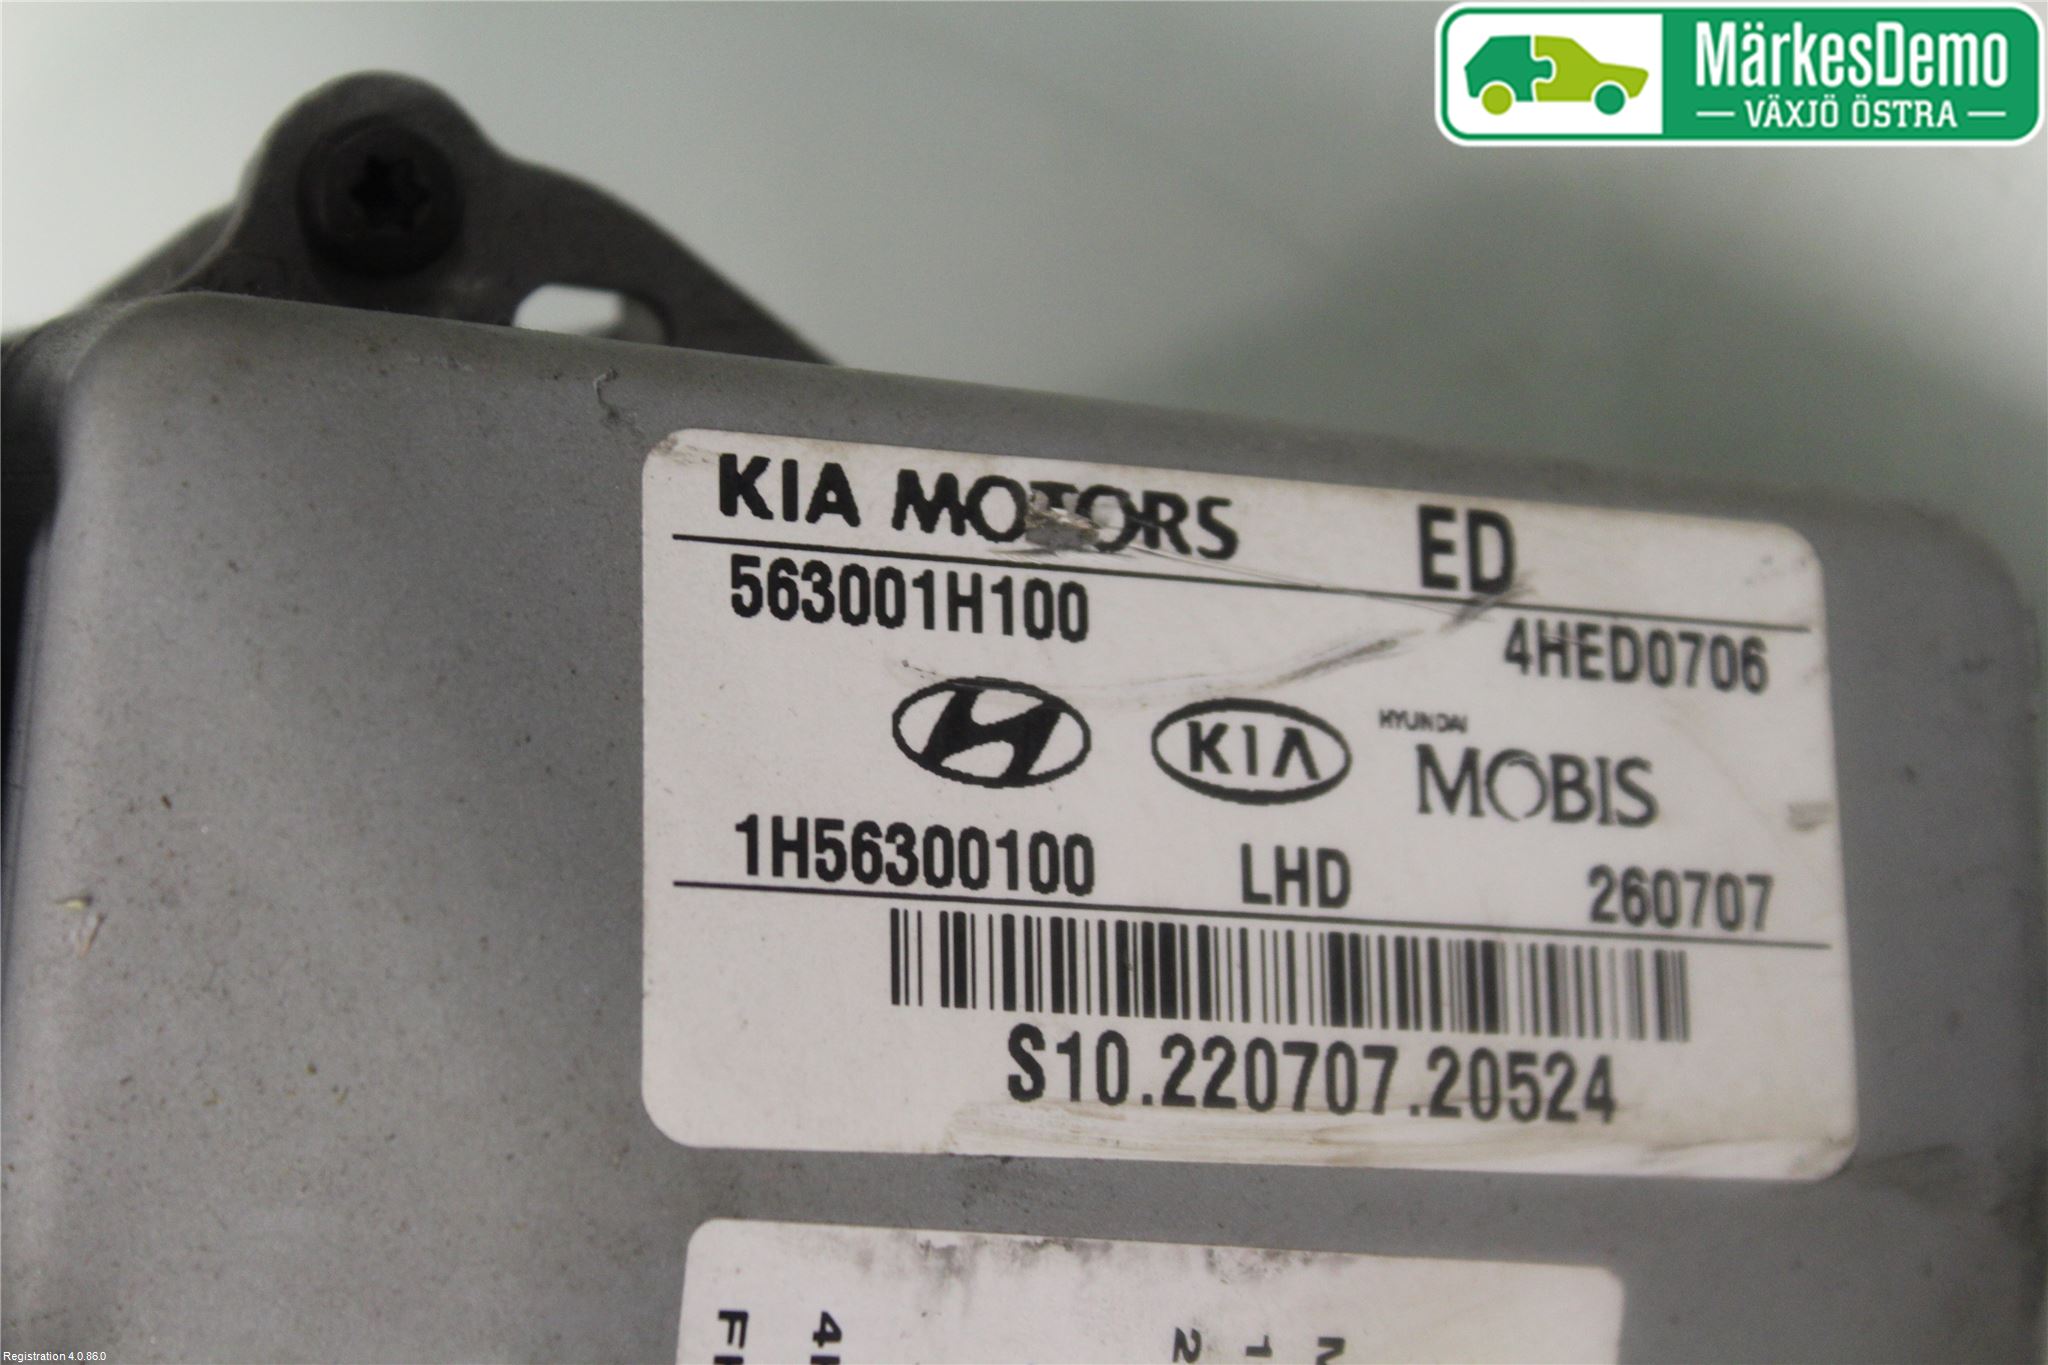 MärkesDemo
VÄXJÖ ÖSTRA
KIA MOTORS ED
563001H100 4HED0706
KIA HYUNDAI MOBIS
1H56300100 LHD 260707
S10.220707.20524
Registration 4.0.86.0